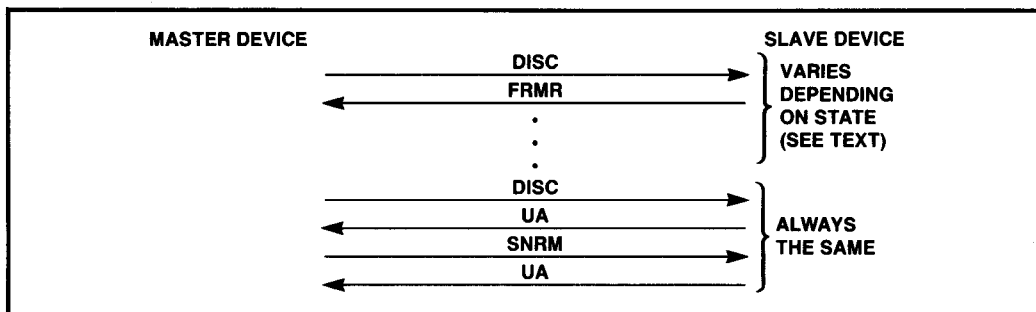 MASTER DEVICE
SLAVE DEVICE
DISC
FRMR
VARIES
DEPENDING
ON STATE
(SEE TEXT)
DISC
UA
SNRM
UA
ALWAYS
THE SAME